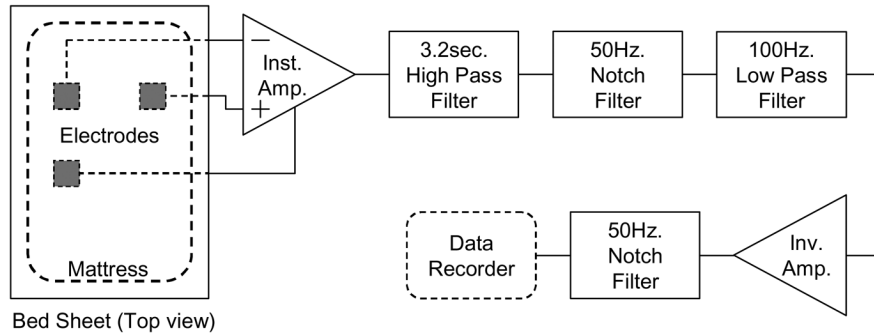 Inst.
Amp.
Electrodes
Mattress
Bed Sheet (Top view)
3.2sec.
High Pass
Filter
50Hz.
Notch
Filter
100Hz.
Low Pass
Filter
Data
Recorder
50Hz.
Notch
Filter
Inv.
Amp.